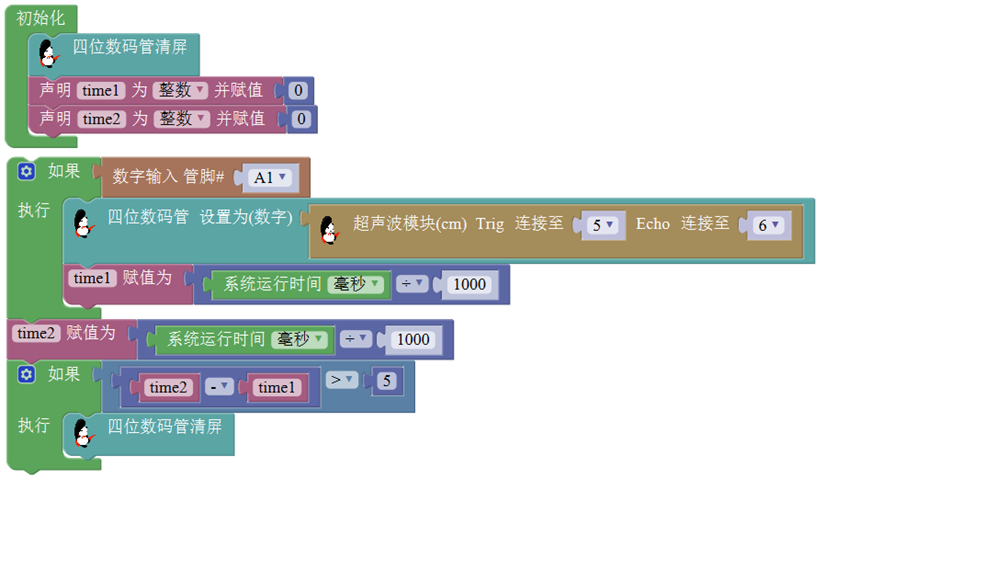 初始化
四位数码管清屏
声明 time1 为 整数 并赋值 0
声明 time2 为 整数 并赋值 0
如果 数字输入 管脚# A1
执行 四位数码管 设置为(数字) 超声波模块(cm) Trig 连接至 5 Echo 连接至 6
time1 赋值为 系统运行时间 毫秒 ÷ 1000
time2 赋值为 系统运行时间 毫秒 ÷ 1000
如果 time2 - time1 > 5
执行 四位数码管清屏